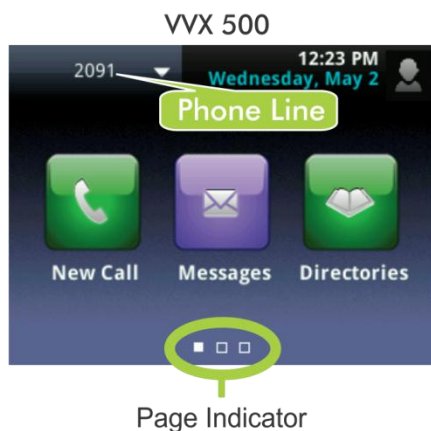 VVX 500
12:23 PM
2091
Wednesday, May 2
Phone Line
New Call Messages Directories
Page Indicator